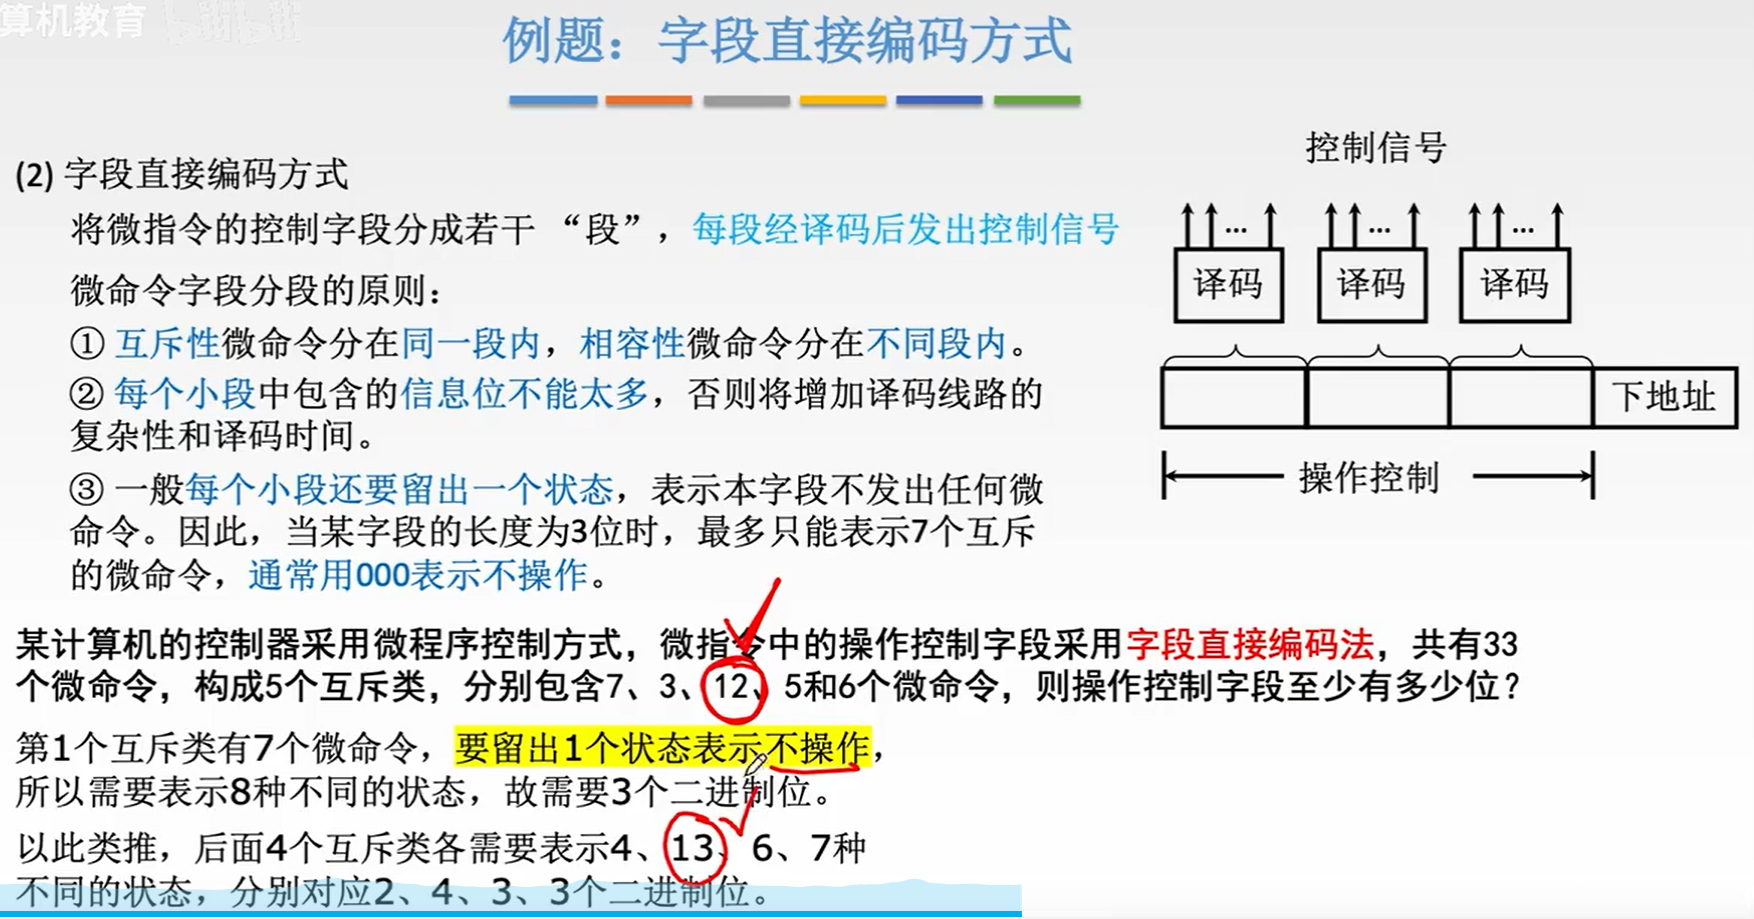 算机教育 bilibili
例题：字段直接编码方式
(2) 字段直接编码方式
将微指令的控制字段分成若干 “段”，每段经译码后发出控制信号
微命令字段分段的原则：
① 互斥性微命令分在同一段内，相容性微命令分在不同段内。
② 每个小段中包含的信息位不能太多，否则将增加译码线路的
复杂性和译码时间。
③ 一般每个小段还要留出一个状态，表示本字段不发出任何微
命令。因此，当某字段的长度为3位时，最多只能表示7个互斥
的微命令，通常用000表示不操作。
控制信号
... ... ...
译码 译码 译码
下地址
操作控制
某计算机的控制器采用微程序控制方式，微指令中的操作控制字段采用字段直接编码法，共有33
个微命令，构成5个互斥类，分别包含7、3、12、5和6个微命令，则操作控制字段至少有多少位？
第1个互斥类有7个微命令，要留出1个状态表示不操作，
所以需要表示8种不同的状态，故需要3个二进制位。
以此类推，后面4个互斥类各需要表示4、13、6、7种
不同的状态，分别对应2、4、3、3个二进制位。